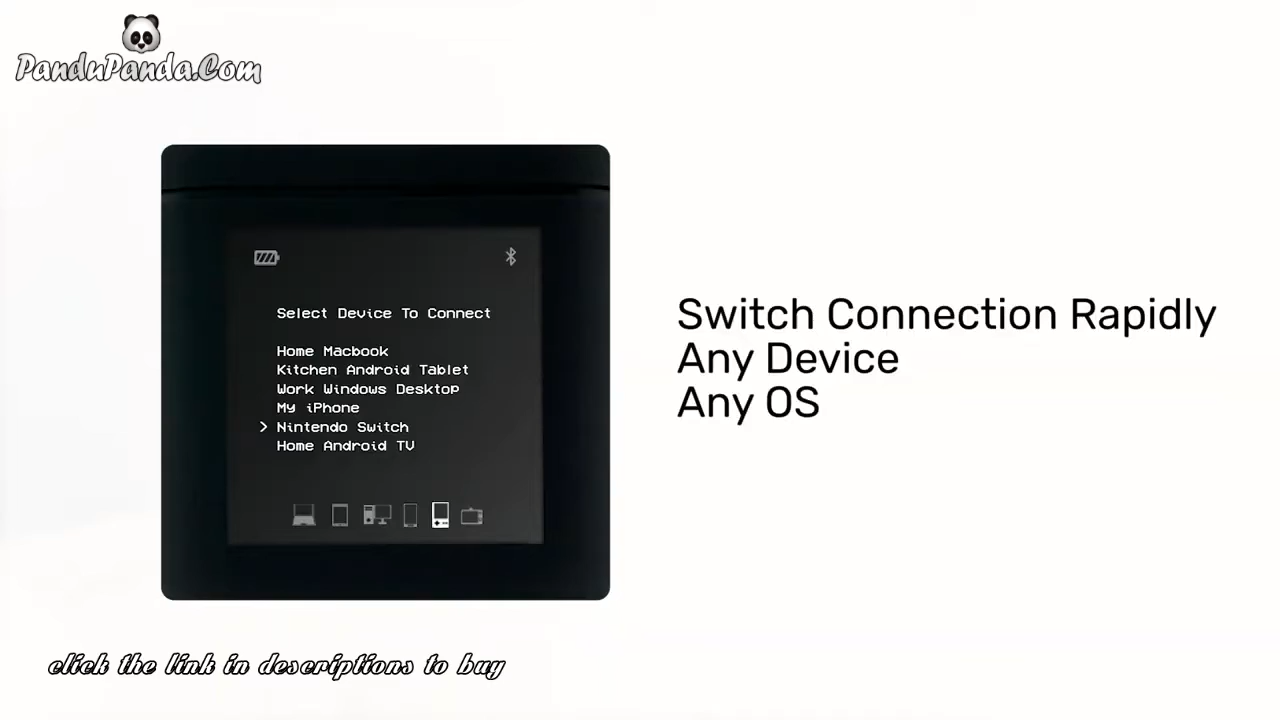 PanduPanda.Com
Select Device To Connect
Home Macbook
Kitchen Android Tablet
Work Windows Desktop
My iPhone
> Nintendo Switch
Home Android TV
Switch Connection Rapidly
Any Device
Any OS
click the link in descriptions to buy